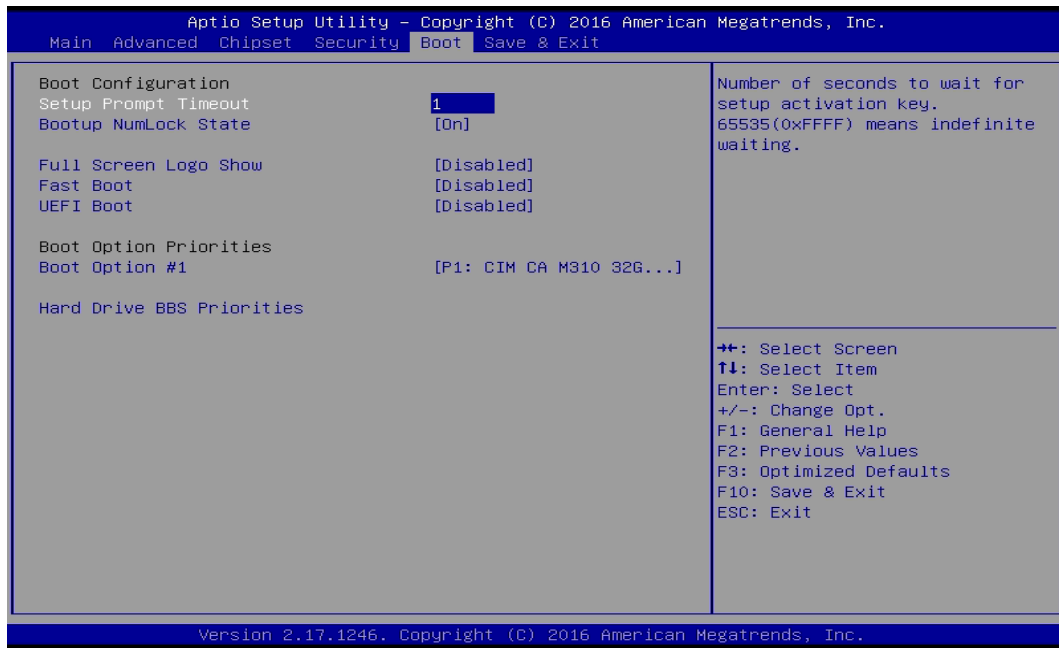 Aptio Setup Utility – Copyright (C) 2016 American Megatrends, Inc.
Main Advanced Chipset Security Boot Save & Exit
Boot Configuration
Setup Prompt Timeout 1
Bootup NumLock State [On]
Full Screen Logo Show [Disabled]
Fast Boot [Disabled]
UEFI Boot [Disabled]
Boot Option Priorities
Boot Option #1 [P1: CIM CA M310 32G...]
Hard Drive BBS Priorities
Number of seconds to wait for
setup activation key.
65535(0xFFFF) means indefinite
waiting.
→←: Select Screen
↑↓: Select Item
Enter: Select
+/-: Change Opt.
F1: General Help
F2: Previous Values
F3: Optimized Defaults
F10: Save & Exit
ESC: Exit
Version 2.17.1246. Copyright (C) 2016 American Megatrends, Inc.